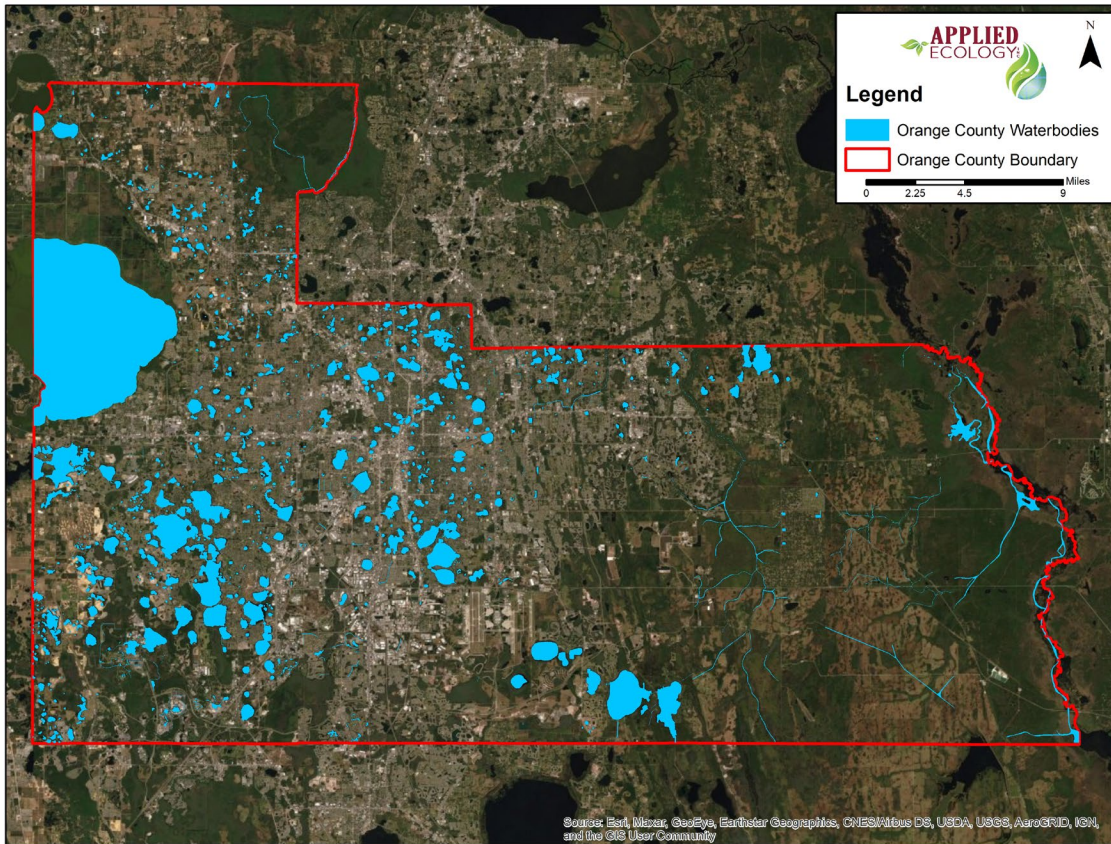 N
APPLIED
ECOLOGY INC
Legend
Orange County Waterbodies
Orange County Boundary
Miles
0 2.25 4.5 9
Source: Esri, Maxar, GeoEye, Earthstar Geographics, CNES/Airbus DS, USDA, USGS, AeroGRID, IGN,
and the GIS User Community